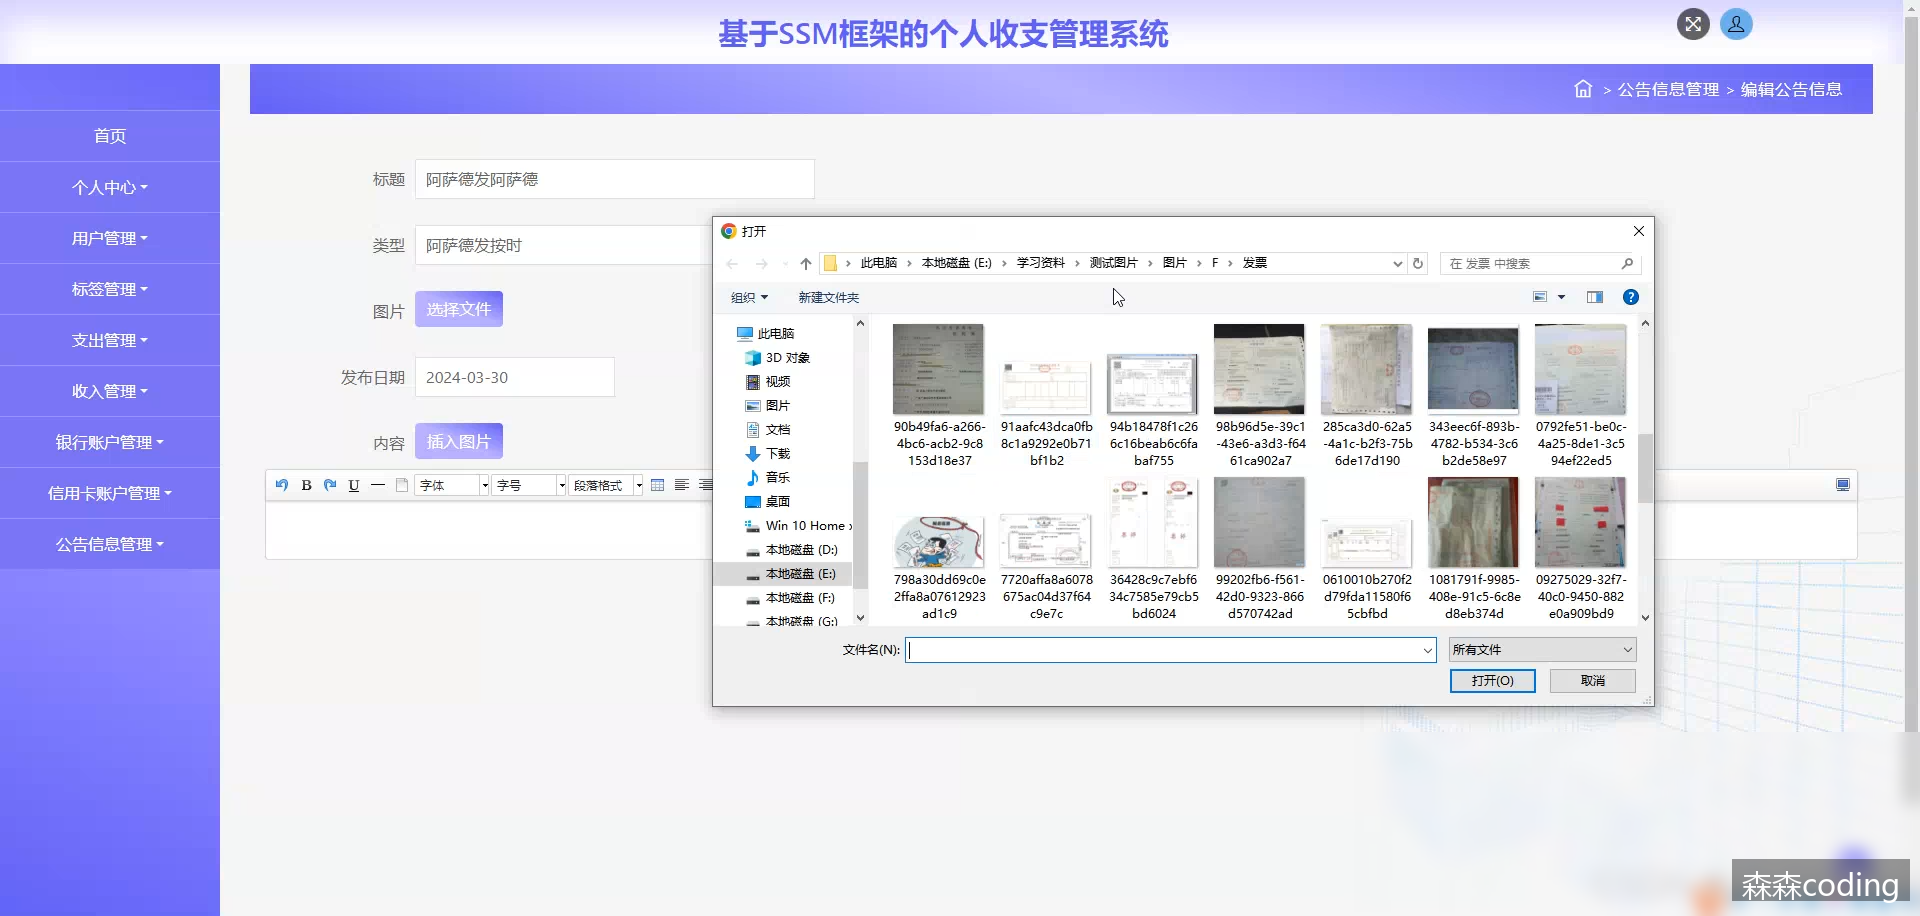 基于SSM框架的个人收支管理系统
> 公告信息管理 > 编辑公告信息
首页
个人中心
用户管理
标签管理
支出管理
收入管理
银行账户管理
信用卡账户管理
公告信息管理
标题 阿萨德发阿萨德
类型 阿萨德发按时
图片 选择文件
发布日期 2024-03-30
内容 插入图片
B U 字体 字号 段落格式
打开
此电脑 › 本地磁盘 (E:) › 学习资料 › 测试图片 › 图片 › F › 发票
在 发票 中搜索
组织 新建文件夹
此电脑
3D 对象
视频
图片
文档
下载
音乐
桌面
Win 10 Home
本地磁盘 (D:)
本地磁盘 (E:)
本地磁盘 (F:)
本地磁盘 (G:)
90b49fa6-a266-4bc6-acb2-9c8153d18e37
91aafc43dca0fb8c1a9292e0b71bf1b2
94b18478f1c266c16beab6c6fabaf755
98b96d5e-39c1-43e6-a3d3-f6461ca902a7
285ca3d0-62a5-4a1c-b2f3-75b6de17d190
343eec6f-893b-4782-b534-3c6b2de58e97
0792fe51-be0c-4a25-8de1-3c594ef22ed5
798a30dd69c0e2ffa8a07612923ad1c9
7720affa8a6078675ac04d37f64c9e7c
36428c9c7ebf634c7585e79cb5bd6024
99202fb6-f561-42d0-9323-866d570742ad
0610010b270f2d79fda11580f65cbfbd
1081791f-9985-408e-91c5-6c8ed8eb374d
09275029-32f7-40c0-9450-882e0a909bd9
文件名(N):
所有文件
打开(O)
取消
森森coding